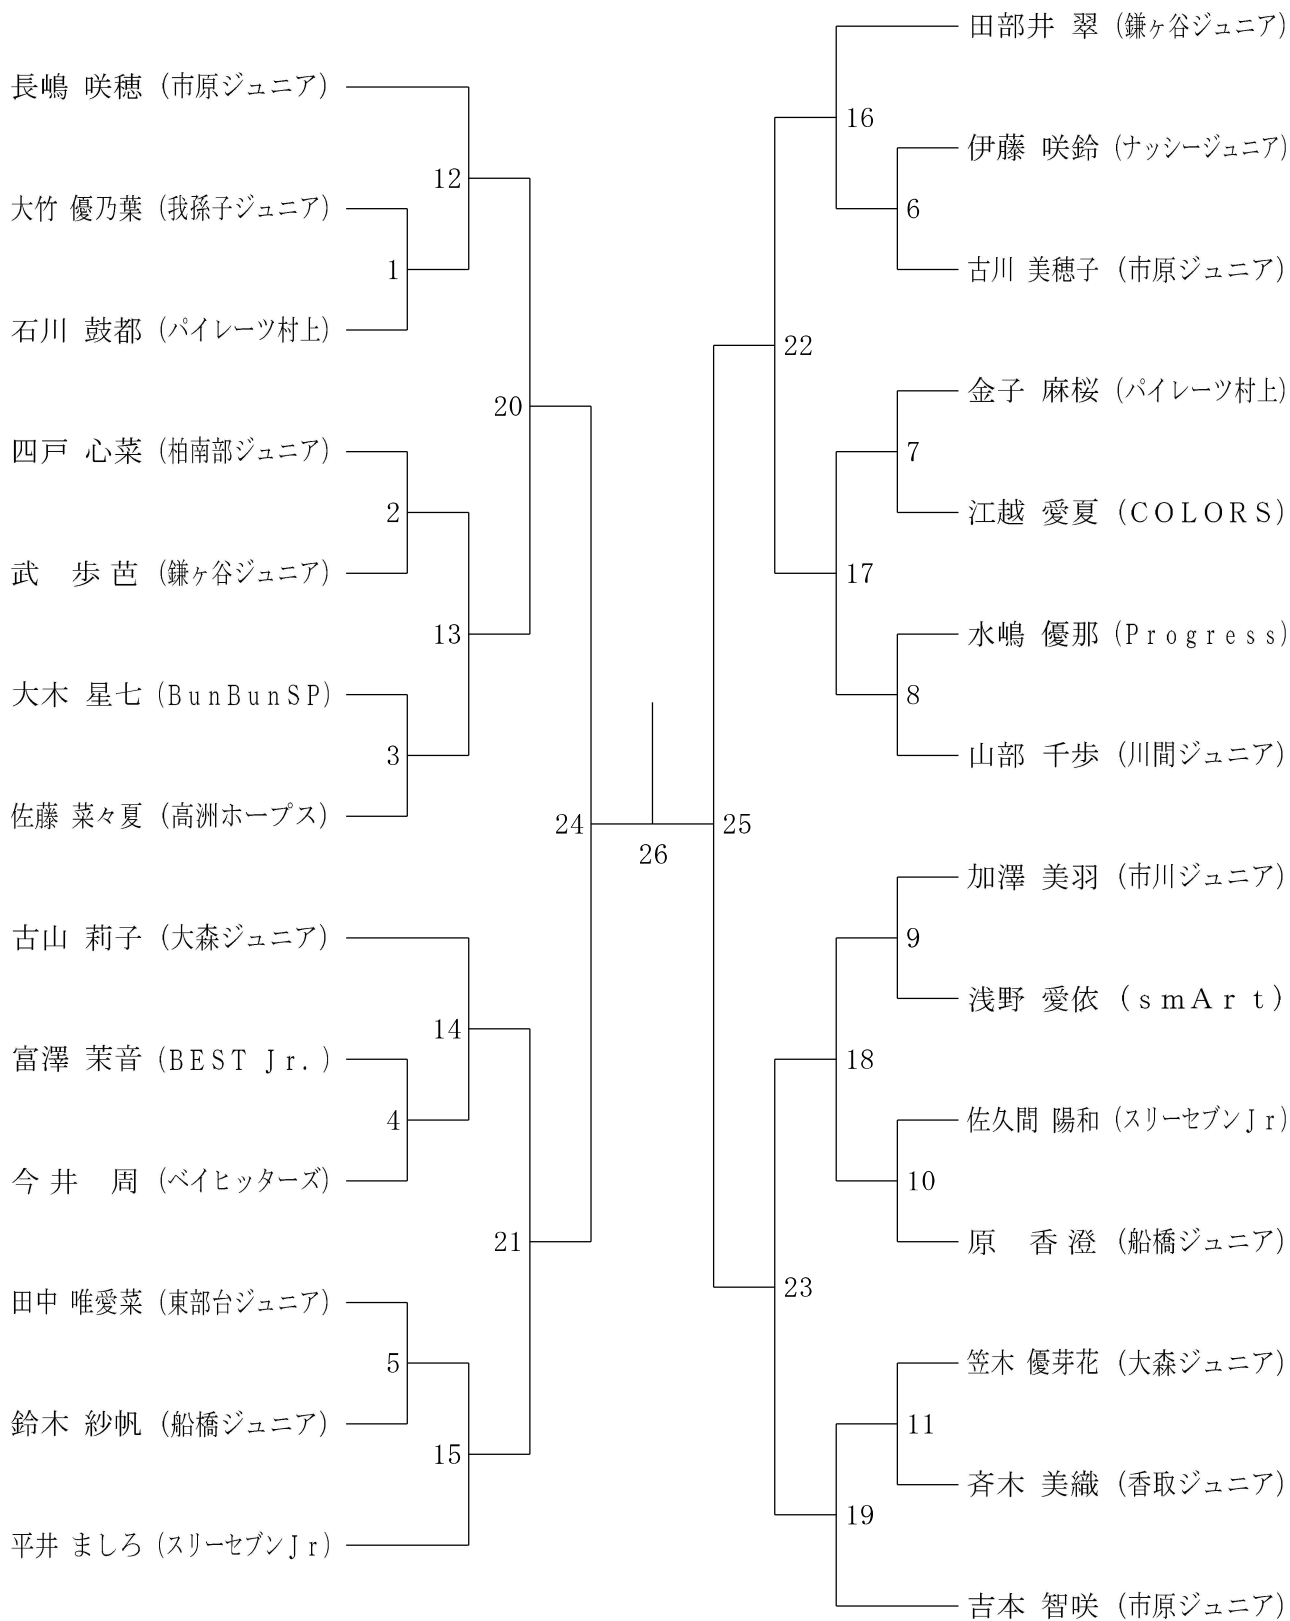 長嶋 咲穂 (市原ジュニア)
12
大竹 優乃葉 (我孫子ジュニア)
1
石川 鼓都 (パイレーツ村上)
20
四戸 心菜 (柏南部ジュニア)
2
武 歩芭 (鎌ヶ谷ジュニア)
13
大木 星七 (BunBunSP)
3
佐藤 菜々夏 (高洲ホープス)
24
古山 莉子 (大森ジュニア)
14
富澤 茉音 (BEST Jr.)
4
今井 周 (ベイヒッターズ)
21
田中 唯愛菜 (東部台ジュニア)
5
鈴木 紗帆 (船橋ジュニア)
15
平井 ましろ (スリーセブンJr)
26
田部井 翠 (鎌ヶ谷ジュニア)
16
伊藤 咲鈴 (ナッシージュニア)
6
古川 美穂子 (市原ジュニア)
22
金子 麻桜 (パイレーツ村上)
7
江越 愛夏 (COLORS)
17
水嶋 優那 (Progress)
8
山部 千歩 (川間ジュニア)
25
加澤 美羽 (市川ジュニア)
9
浅野 愛依 (smArt)
18
佐久間 陽和 (スリーセブンJr)
10
原 香澄 (船橋ジュニア)
23
笠木 優芽花 (大森ジュニア)
11
斉木 美織 (香取ジュニア)
19
吉本 智咲 (市原ジュニア)